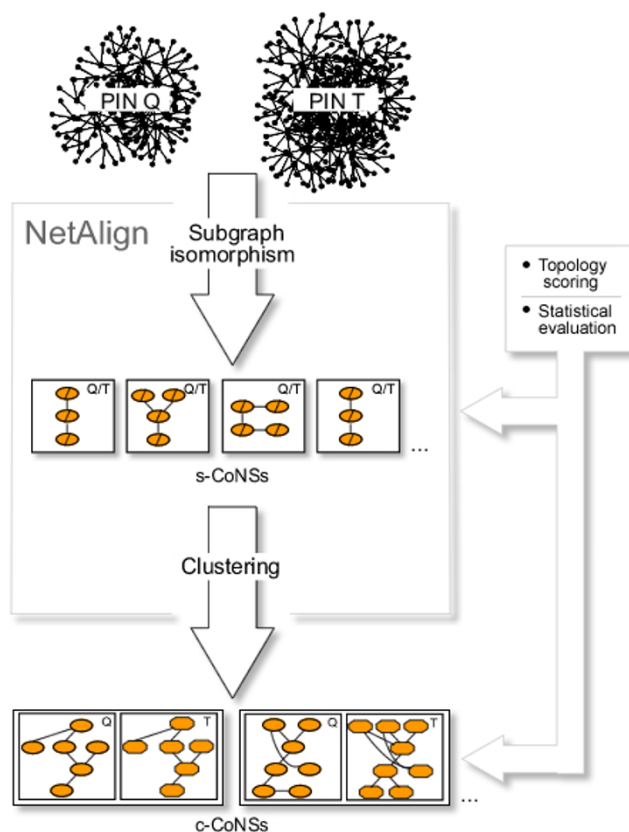 PIN Q
PIN T
NetAlign
Subgraph
isomorphism
• Topology
scoring
• Statistical
evaluation
Q/T
Q/T
Q/T
Q/T
...
s-CoNSs
Clustering
Q
T
Q
T
...
c-CoNSs